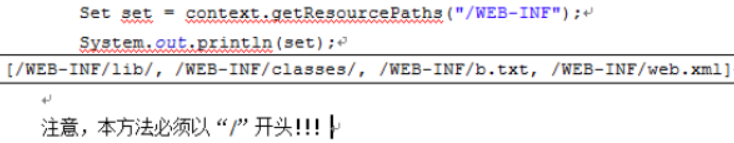 Set set = context.getResourcePaths("/WEB-INF");
System.out.println(set);
[/WEB-INF/lib/, /WEB-INF/classes/, /WEB-INF/b.txt, /WEB-INF/web.xml]
注意，本方法必须以“/”开头!!!